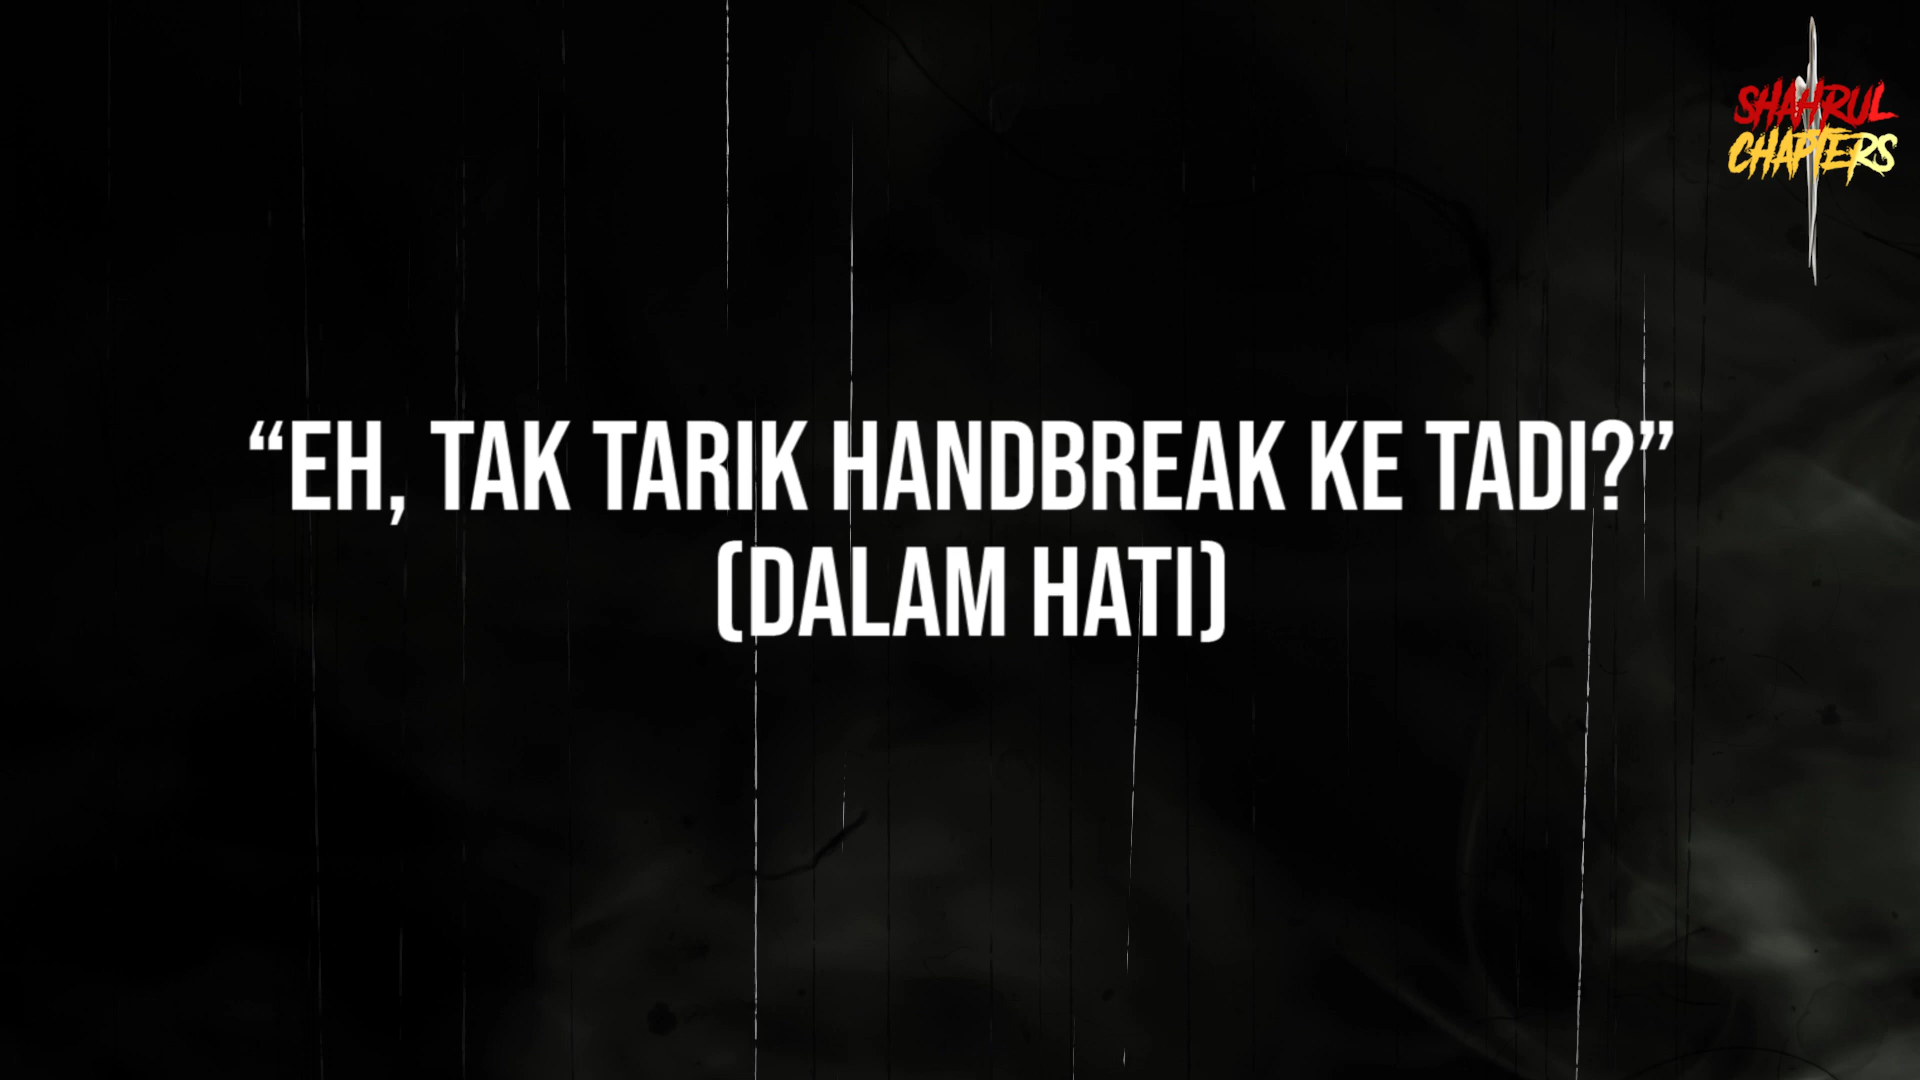 SHAHRUL
CHAPTERS
“EH, TAK TARIK HANDBREAK KE TADI?”
(DALAM HATI)